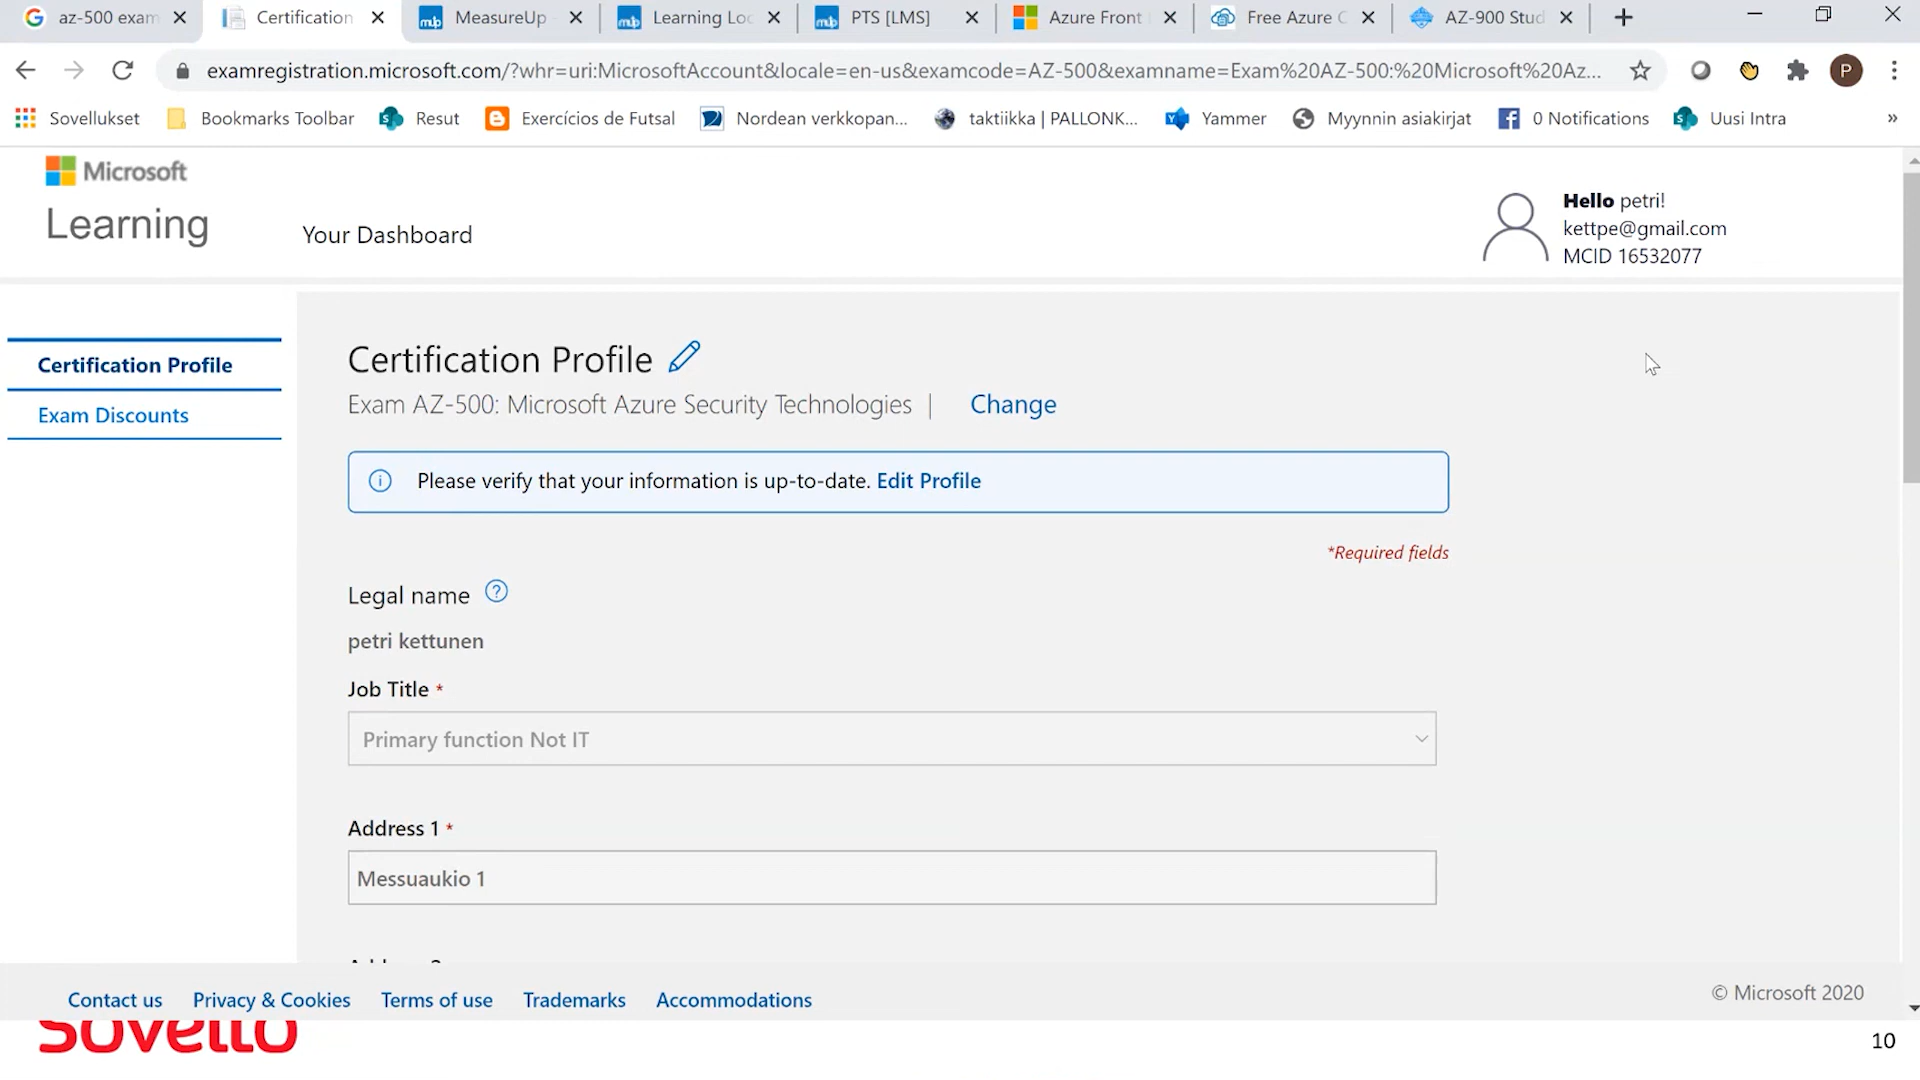 az-500 exam
Certification
MeasureUp
Learning Loc
PTS [LMS]
Azure Front
Free Azure C
AZ-900 Stud
examregistration.microsoft.com/?whr=uri:MicrosoftAccount&locale=en-us&examcode=AZ-500&examname=Exam%20AZ-500:%20Microsoft%20Az...
P
Sovellukset
Bookmarks Toolbar
Resut
Exercícios de Futsal
Nordean verkkopan...
taktiikka | PALLONK...
Yammer
Myynnin asiakirjat
0 Notifications
Uusi Intra
»
Microsoft
Learning
Your Dashboard
Hello petri!
kettpe@gmail.com
MCID 16532077
Certification Profile
Exam Discounts
Certification Profile
Exam AZ-500: Microsoft Azure Security Technologies | Change
Please verify that your information is up-to-date. Edit Profile
*Required fields
Legal name ?
petri kettunen
Job Title *
Primary function Not IT
Address 1 *
Messuaukio 1
Contact us
Privacy & Cookies
Terms of use
Trademarks
Accommodations
© Microsoft 2020
sovelto
10